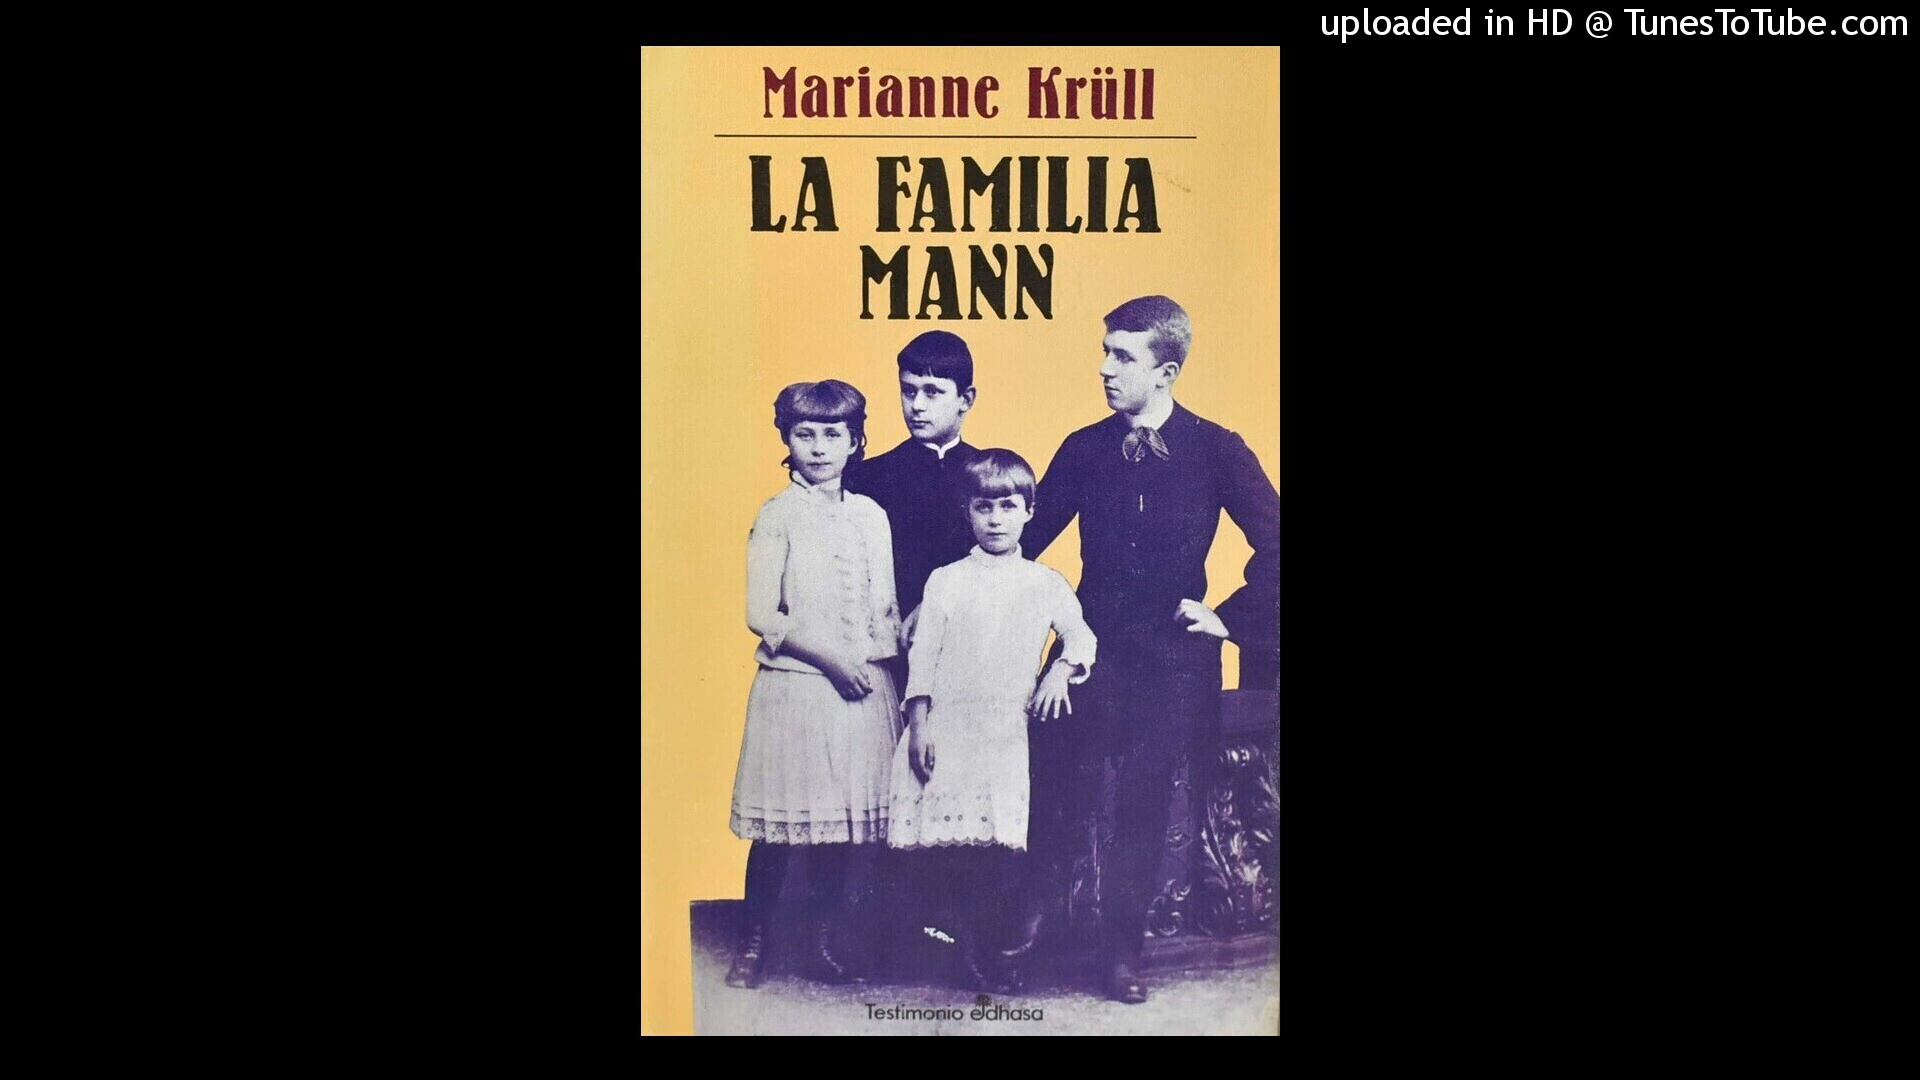 uploaded in HD @ TunesToTube.com
Marianne Krüll
LA FAMILIA
MANN
Testimonio edhasa